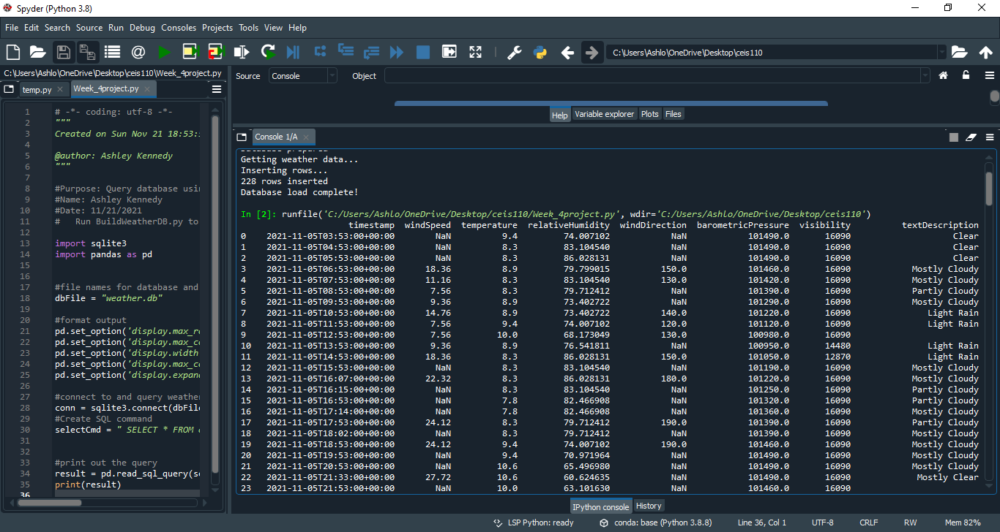 Spyder (Python 3.8)
File Edit Search Source Run Debug Consoles Projects Tools View Help
C:\Users\Ashlo\OneDrive\Desktop\ceis110
C:\Users\Ashlo\OneDrive\Desktop\ceis110\Week_4project.py
temp.py Week_4project.py
1 # -*- coding: utf-8 -*-
2 """
3 Created on Sun Nov 21 18:53:
4
5 @author: Ashley Kennedy
6 """
7
8 #Purpose: Query database usin
9 #Name: Ashley Kennedy
10 #Date: 11/21/2021
11 # Run BuildWeatherDB.py to
12
13 import sqlite3
14 import pandas as pd
15
16
17 #file names for database and
18 dbFile = "weather.db"
19
20 #format output
21 pd.set_option('display.max_r
22 pd.set_option('display.max_c
23 pd.set_option('display.width
24 pd.set_option('display.max_c
25 pd.set_option('display.expan
26
27 #connect to and query weather
28 conn = sqlite3.connect(dbFil
29 #Create SQL command
30 selectCmd = " SELECT * FROM
31
32
33 #print out the query
34 result = pd.read_sql_query(s
35 print(result)
36
Source Console Object
Help Variable explorer Plots Files
Console 1/A
Getting weather data...
Inserting rows...
228 rows inserted
Database load complete!
In [2]: runfile('C:/Users/Ashlo/OneDrive/Desktop/ceis110/Week_4project.py', wdir='C:/Users/Ashlo/OneDrive/Desktop/ceis110')
timestamp windSpeed temperature relativeHumidity windDirection barometricPressure visibility textDescription
0 2021-11-05T03:53:00+00:00 NaN 9.4 74.007102 NaN 101490.0 16090 Clear
1 2021-11-05T04:53:00+00:00 NaN 8.3 83.104540 NaN 101490.0 16090 Clear
2 2021-11-05T05:53:00+00:00 NaN 8.3 86.028131 NaN 101490.0 16090 Clear
3 2021-11-05T06:53:00+00:00 18.36 8.9 79.799015 150.0 101460.0 16090 Mostly Cloudy
4 2021-11-05T07:53:00+00:00 11.16 8.3 83.104540 130.0 101420.0 16090 Mostly Cloudy
5 2021-11-05T08:53:00+00:00 7.56 8.3 79.712412 NaN 101390.0 16090 Partly Cloudy
6 2021-11-05T09:53:00+00:00 9.36 8.9 73.402722 NaN 101290.0 16090 Mostly Cloudy
7 2021-11-05T10:53:00+00:00 14.76 8.9 73.402722 140.0 101220.0 16090 Light Rain
8 2021-11-05T11:53:00+00:00 7.56 9.4 74.007102 120.0 101120.0 16090 Light Rain
9 2021-11-05T12:53:00+00:00 7.56 10.0 68.173049 130.0 100980.0 16090
10 2021-11-05T13:53:00+00:00 9.36 8.9 76.541811 NaN 100950.0 14480 Light Rain
11 2021-11-05T14:53:00+00:00 18.36 8.3 86.028131 150.0 101050.0 12870 Light Rain
12 2021-11-05T15:53:00+00:00 NaN 8.3 83.104540 NaN 101190.0 16090 Mostly Cloudy
13 2021-11-05T16:07:00+00:00 22.32 8.3 86.028131 180.0 101220.0 16090 Mostly Cloudy
14 2021-11-05T16:15:00+00:00 NaN 8.3 83.104540 NaN 101250.0 16090 Partly Cloudy
15 2021-11-05T16:53:00+00:00 NaN 7.8 82.466908 NaN 101320.0 16090 Partly Cloudy
16 2021-11-05T17:14:00+00:00 NaN 7.8 82.466908 NaN 101360.0 16090 Mostly Cloudy
17 2021-11-05T17:53:00+00:00 24.12 8.3 79.712412 190.0 101390.0 16090 Partly Cloudy
18 2021-11-05T18:02:00+00:00 NaN 8.3 79.712412 NaN 101390.0 16090 Mostly Cloudy
19 2021-11-05T18:53:00+00:00 24.12 9.4 74.007102 190.0 101460.0 16090 Mostly Cloudy
20 2021-11-05T19:53:00+00:00 NaN 9.4 70.971964 NaN 101460.0 16090 Mostly Cloudy
21 2021-11-05T20:53:00+00:00 NaN 10.6 65.496980 NaN 101490.0 16090 Mostly Cloudy
22 2021-11-05T21:33:00+00:00 27.72 10.6 60.624635 NaN 101490.0 16090 Mostly Clear
23 2021-11-05T21:53:00+00:00 NaN 10.0 63.101630 NaN 101460.0 16090
IPython console History
LSP Python: ready conda: base (Python 3.8.8) Line 36, Col 1 UTF-8 CRLF RW Mem 82%